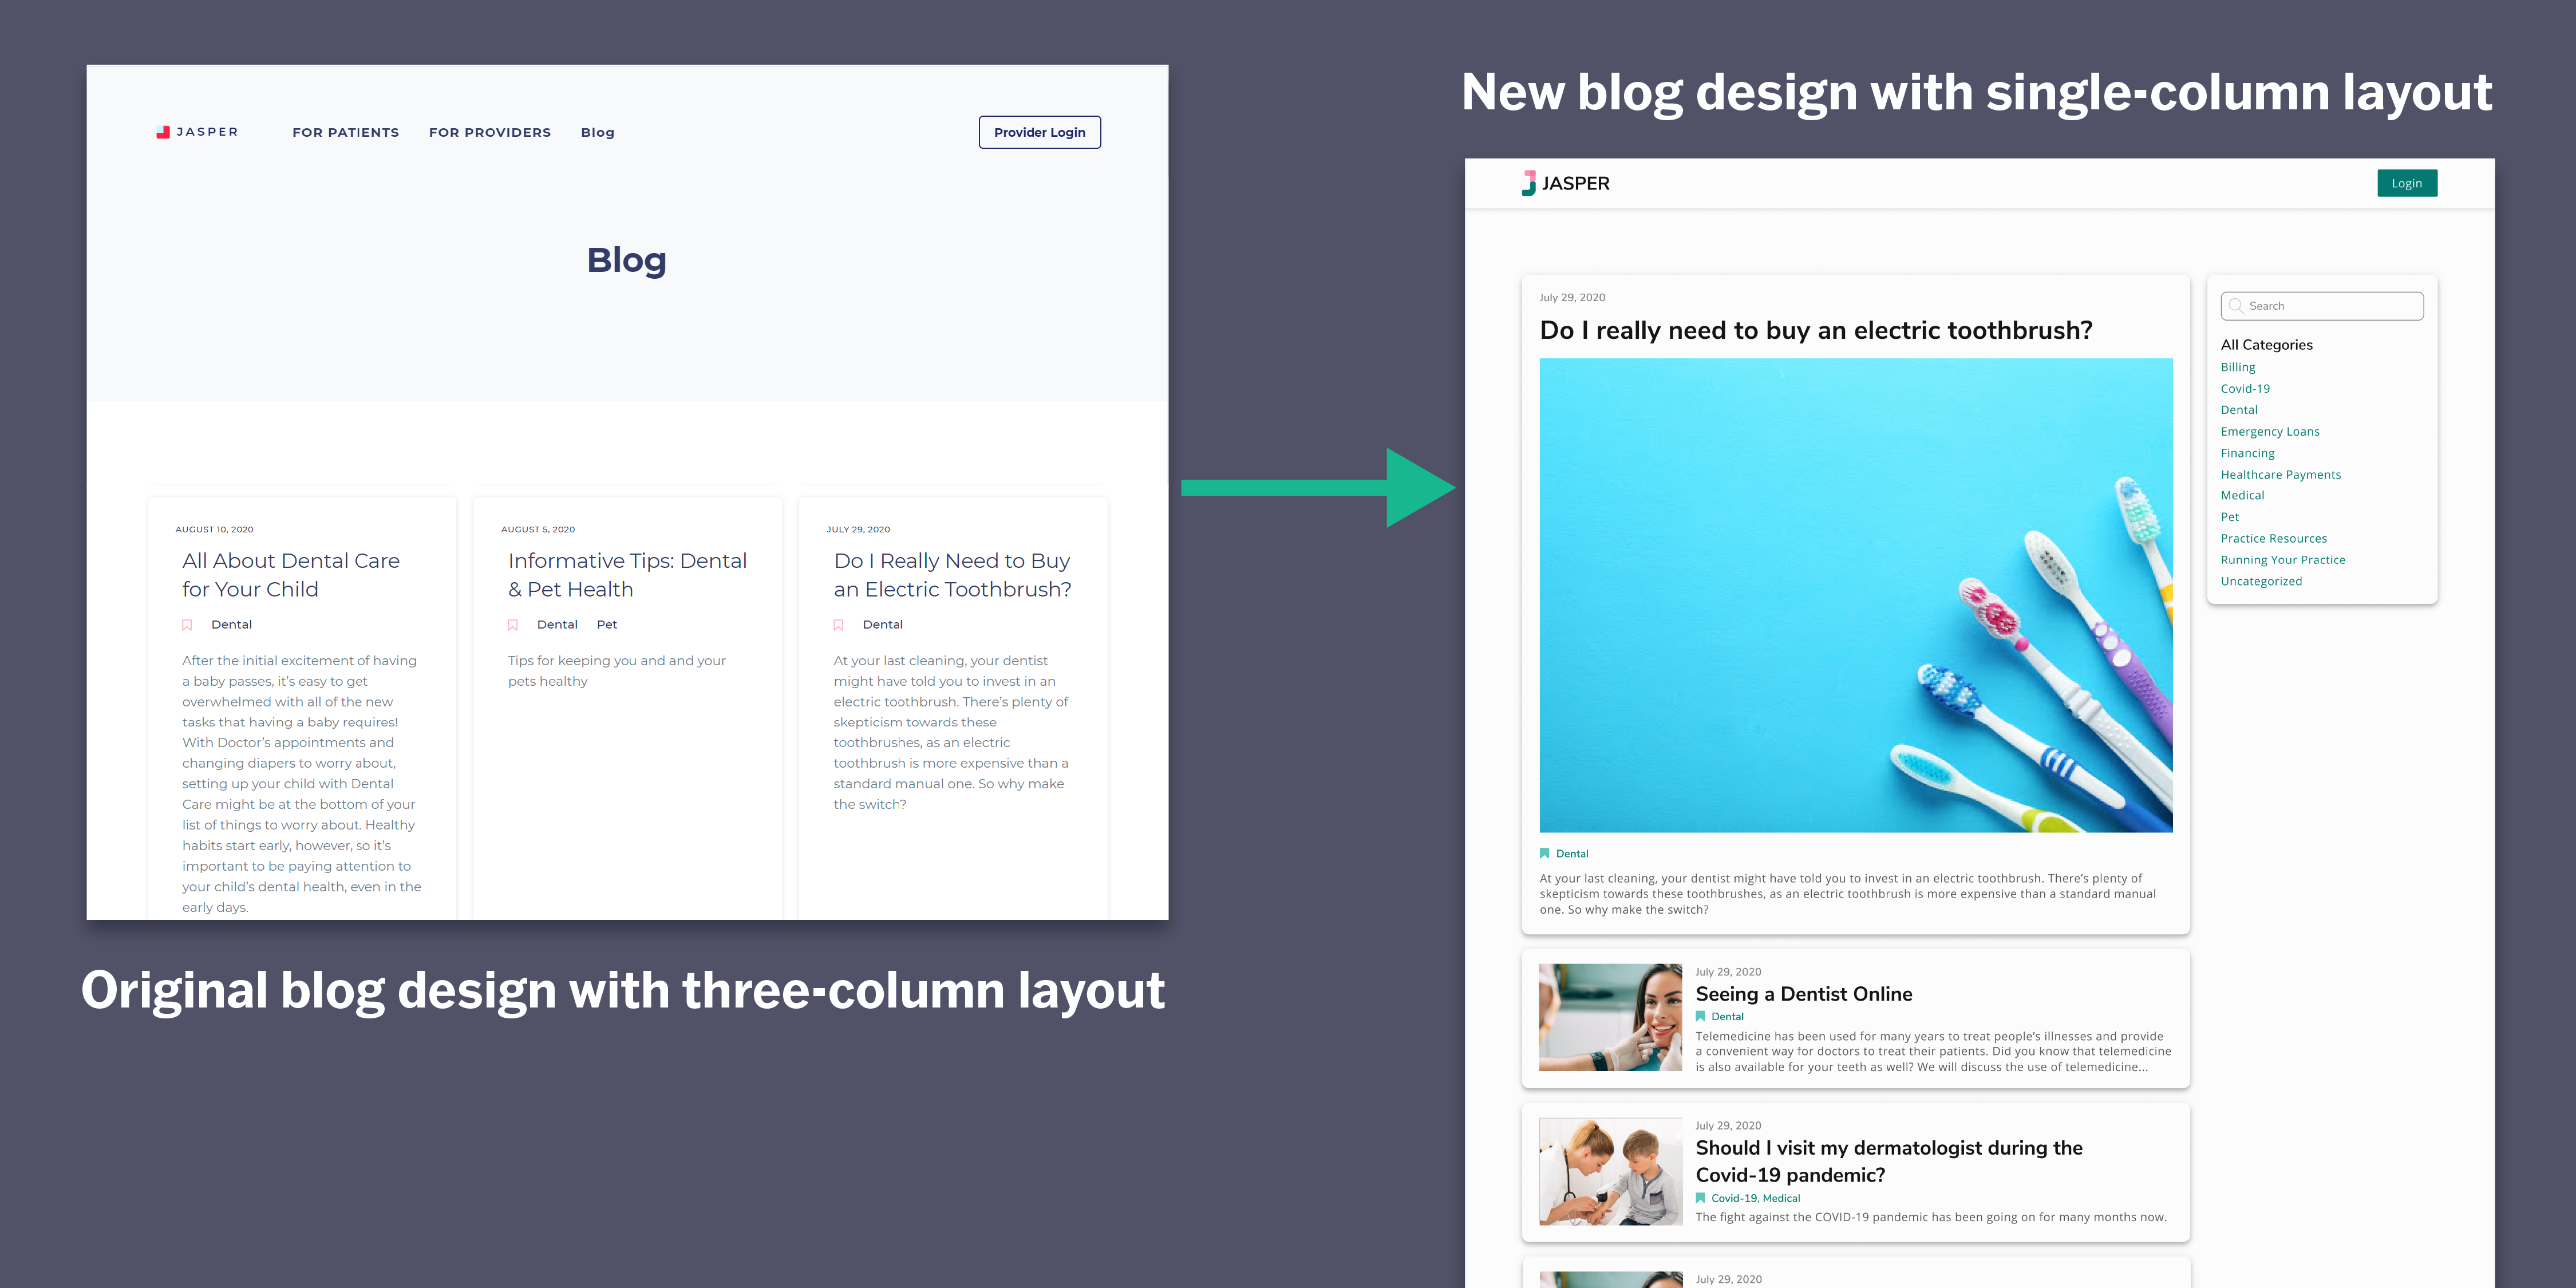 JASPER
FOR PATIENTS
FOR PROVIDERS
Blog
Provider Login
Blog
AUGUST 10, 2020
All About Dental Care
for Your Child
Dental
After the initial excitement of having
a baby passes, it’s easy to get
overwhelmed with all of the new
tasks that having a baby requires!
With Doctor’s appointments and
changing diapers to worry about,
setting up your child with Dental
Care might be at the bottom of your
list of things to worry about. Healthy
habits start early, however, so it’s
important to be paying attention to
your child’s dental health, even in the
early days.
AUGUST 5, 2020
Informative Tips: Dental
& Pet Health
Dental Pet
Tips for keeping you and and your
pets healthy
JULY 29, 2020
Do I Really Need to Buy
an Electric Toothbrush?
Dental
At your last cleaning, your dentist
might have told you to invest in an
electric toothbrush. There’s plenty of
skepticism towards these
toothbrushes, as an electric
toothbrush is more expensive than a
standard manual one. So why make
the switch?
Original blog design with three-column layout
New blog design with single-column layout
JASPER
Login
July 29, 2020
Do I really need to buy an electric toothbrush?
Dental
At your last cleaning, your dentist might have told you to invest in an electric toothbrush. There’s plenty of
skepticism towards these toothbrushes, as an electric toothbrush is more expensive than a standard manual
one. So why make the switch?
July 29, 2020
Seeing a Dentist Online
Dental
Telemedicine has been used for many years to treat people’s illnesses and provide
a convenient way for doctors to treat their patients. Did you know that telemedicine
is also available for your teeth as well? We will discuss the use of telemedicine...
July 29, 2020
Should I visit my dermatologist during the
Covid-19 pandemic?
Covid-19, Medical
The fight against the COVID-19 pandemic has been going on for many months now.
July 29, 2020
Search
All Categories
Billing
Covid-19
Dental
Emergency Loans
Financing
Healthcare Payments
Medical
Pet
Practice Resources
Running Your Practice
Uncategorized